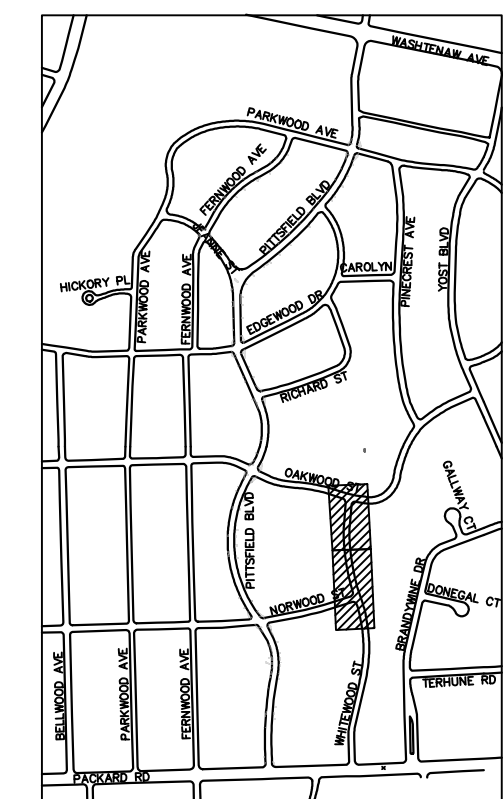 WASHTENAW AVE
PARKWOOD AVE
FERNWOOD AVE
PITTSFIELD BLVD
JEANNE ST
PINECREST AVE
YOST BLVD
CAROLYN
HICKORY PL
PARKWOOD AVE
FERNWOOD AVE
EDGEWOOD DR
RICHARD ST
OAKWOOD ST
GALLWAY CT
PITTSFIELD BLVD
BRANDYWINE DR
DONEGAL CT
NORWOOD ST
BELLWOOD AVE
PARKWOOD AVE
FERNWOOD AVE
WHITEWOOD ST
TERHUNE RD
PACKARD RD